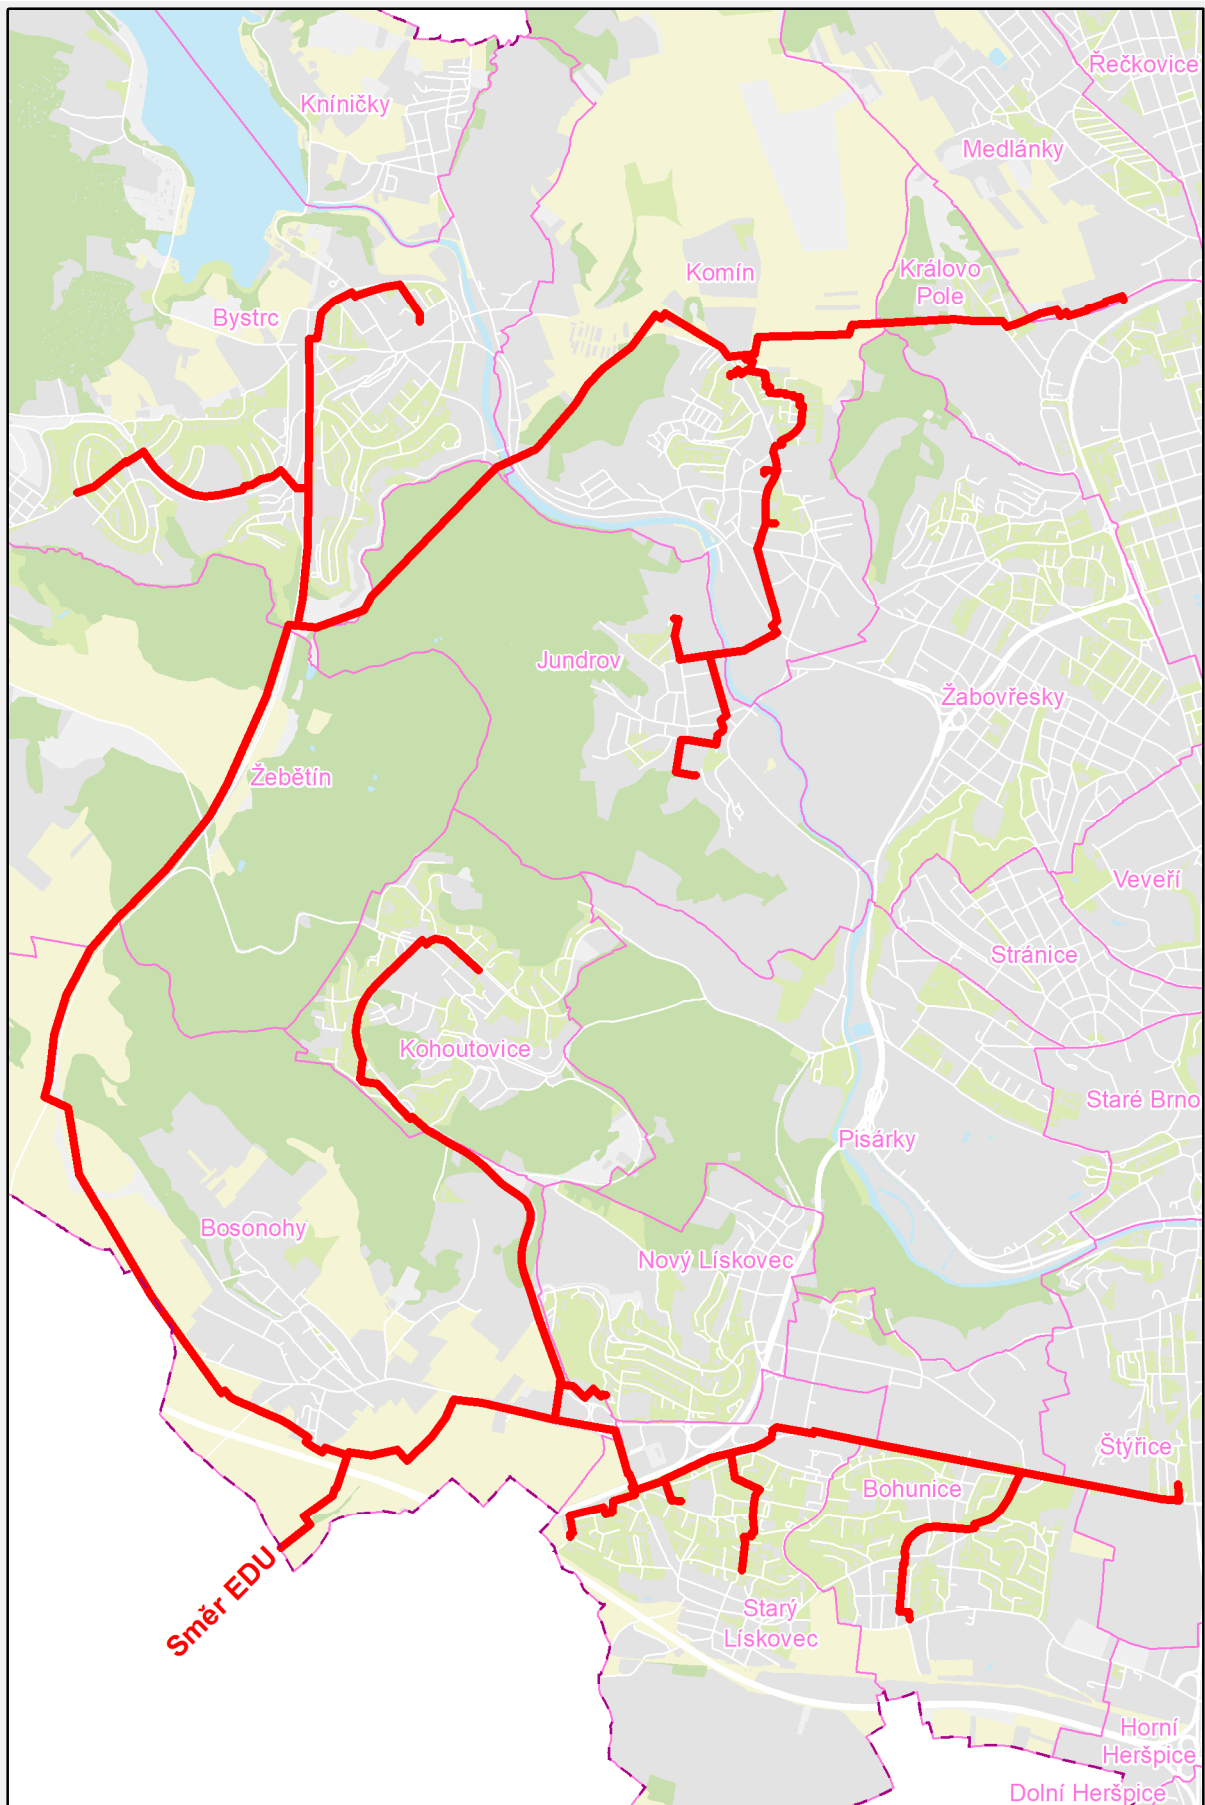 Řečkovice
Kníničky
Medlánky
Komín
Královo
Pole
Bystrc
Jundrov
Žabovřesky
Žebětín
Veveří
Stránice
Kohoutovice
Staré Brno
Pisárky
Bosonohy
Nový Lískovec
Štýřice
Bohunice
Směr EDU
Starý
Lískovec
Horní
Heršpice
Dolní Heršpice